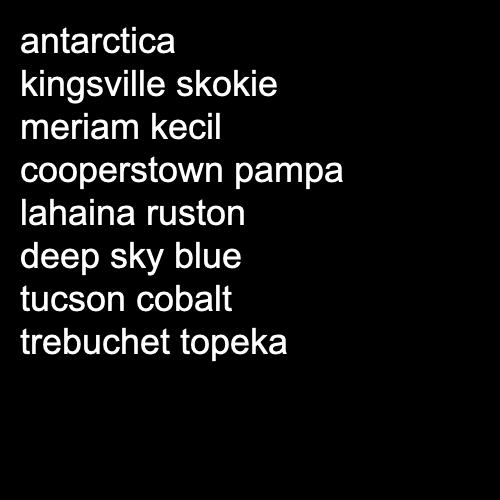 antarctica
kingsville skokie
meriam kecil
cooperstown pampa
lahaina ruston
deep sky blue
tucson cobalt
trebuchet topeka